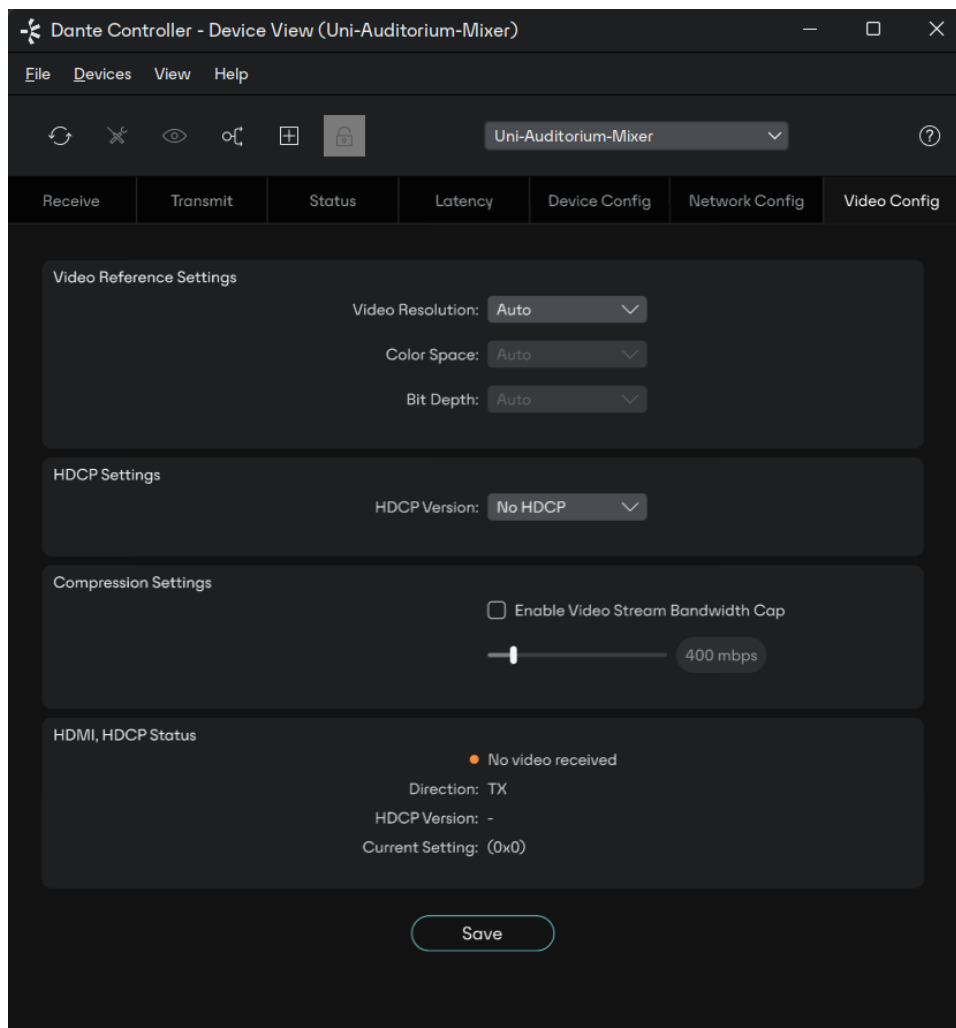 Dante Controller - Device View (Uni-Auditorium-Mixer)
File Devices View Help
Uni-Auditorium-Mixer
Receive Transmit Status Latency Device Config Network Config Video Config
Video Reference Settings
Video Resolution: Auto
Color Space: Auto
Bit Depth: Auto
HDCP Settings
HDCP Version: No HDCP
Compression Settings
Enable Video Stream Bandwidth Cap
400 mbps
HDMI, HDCP Status
No video received
Direction: TX
HDCP Version: -
Current Setting: (0x0)
Save